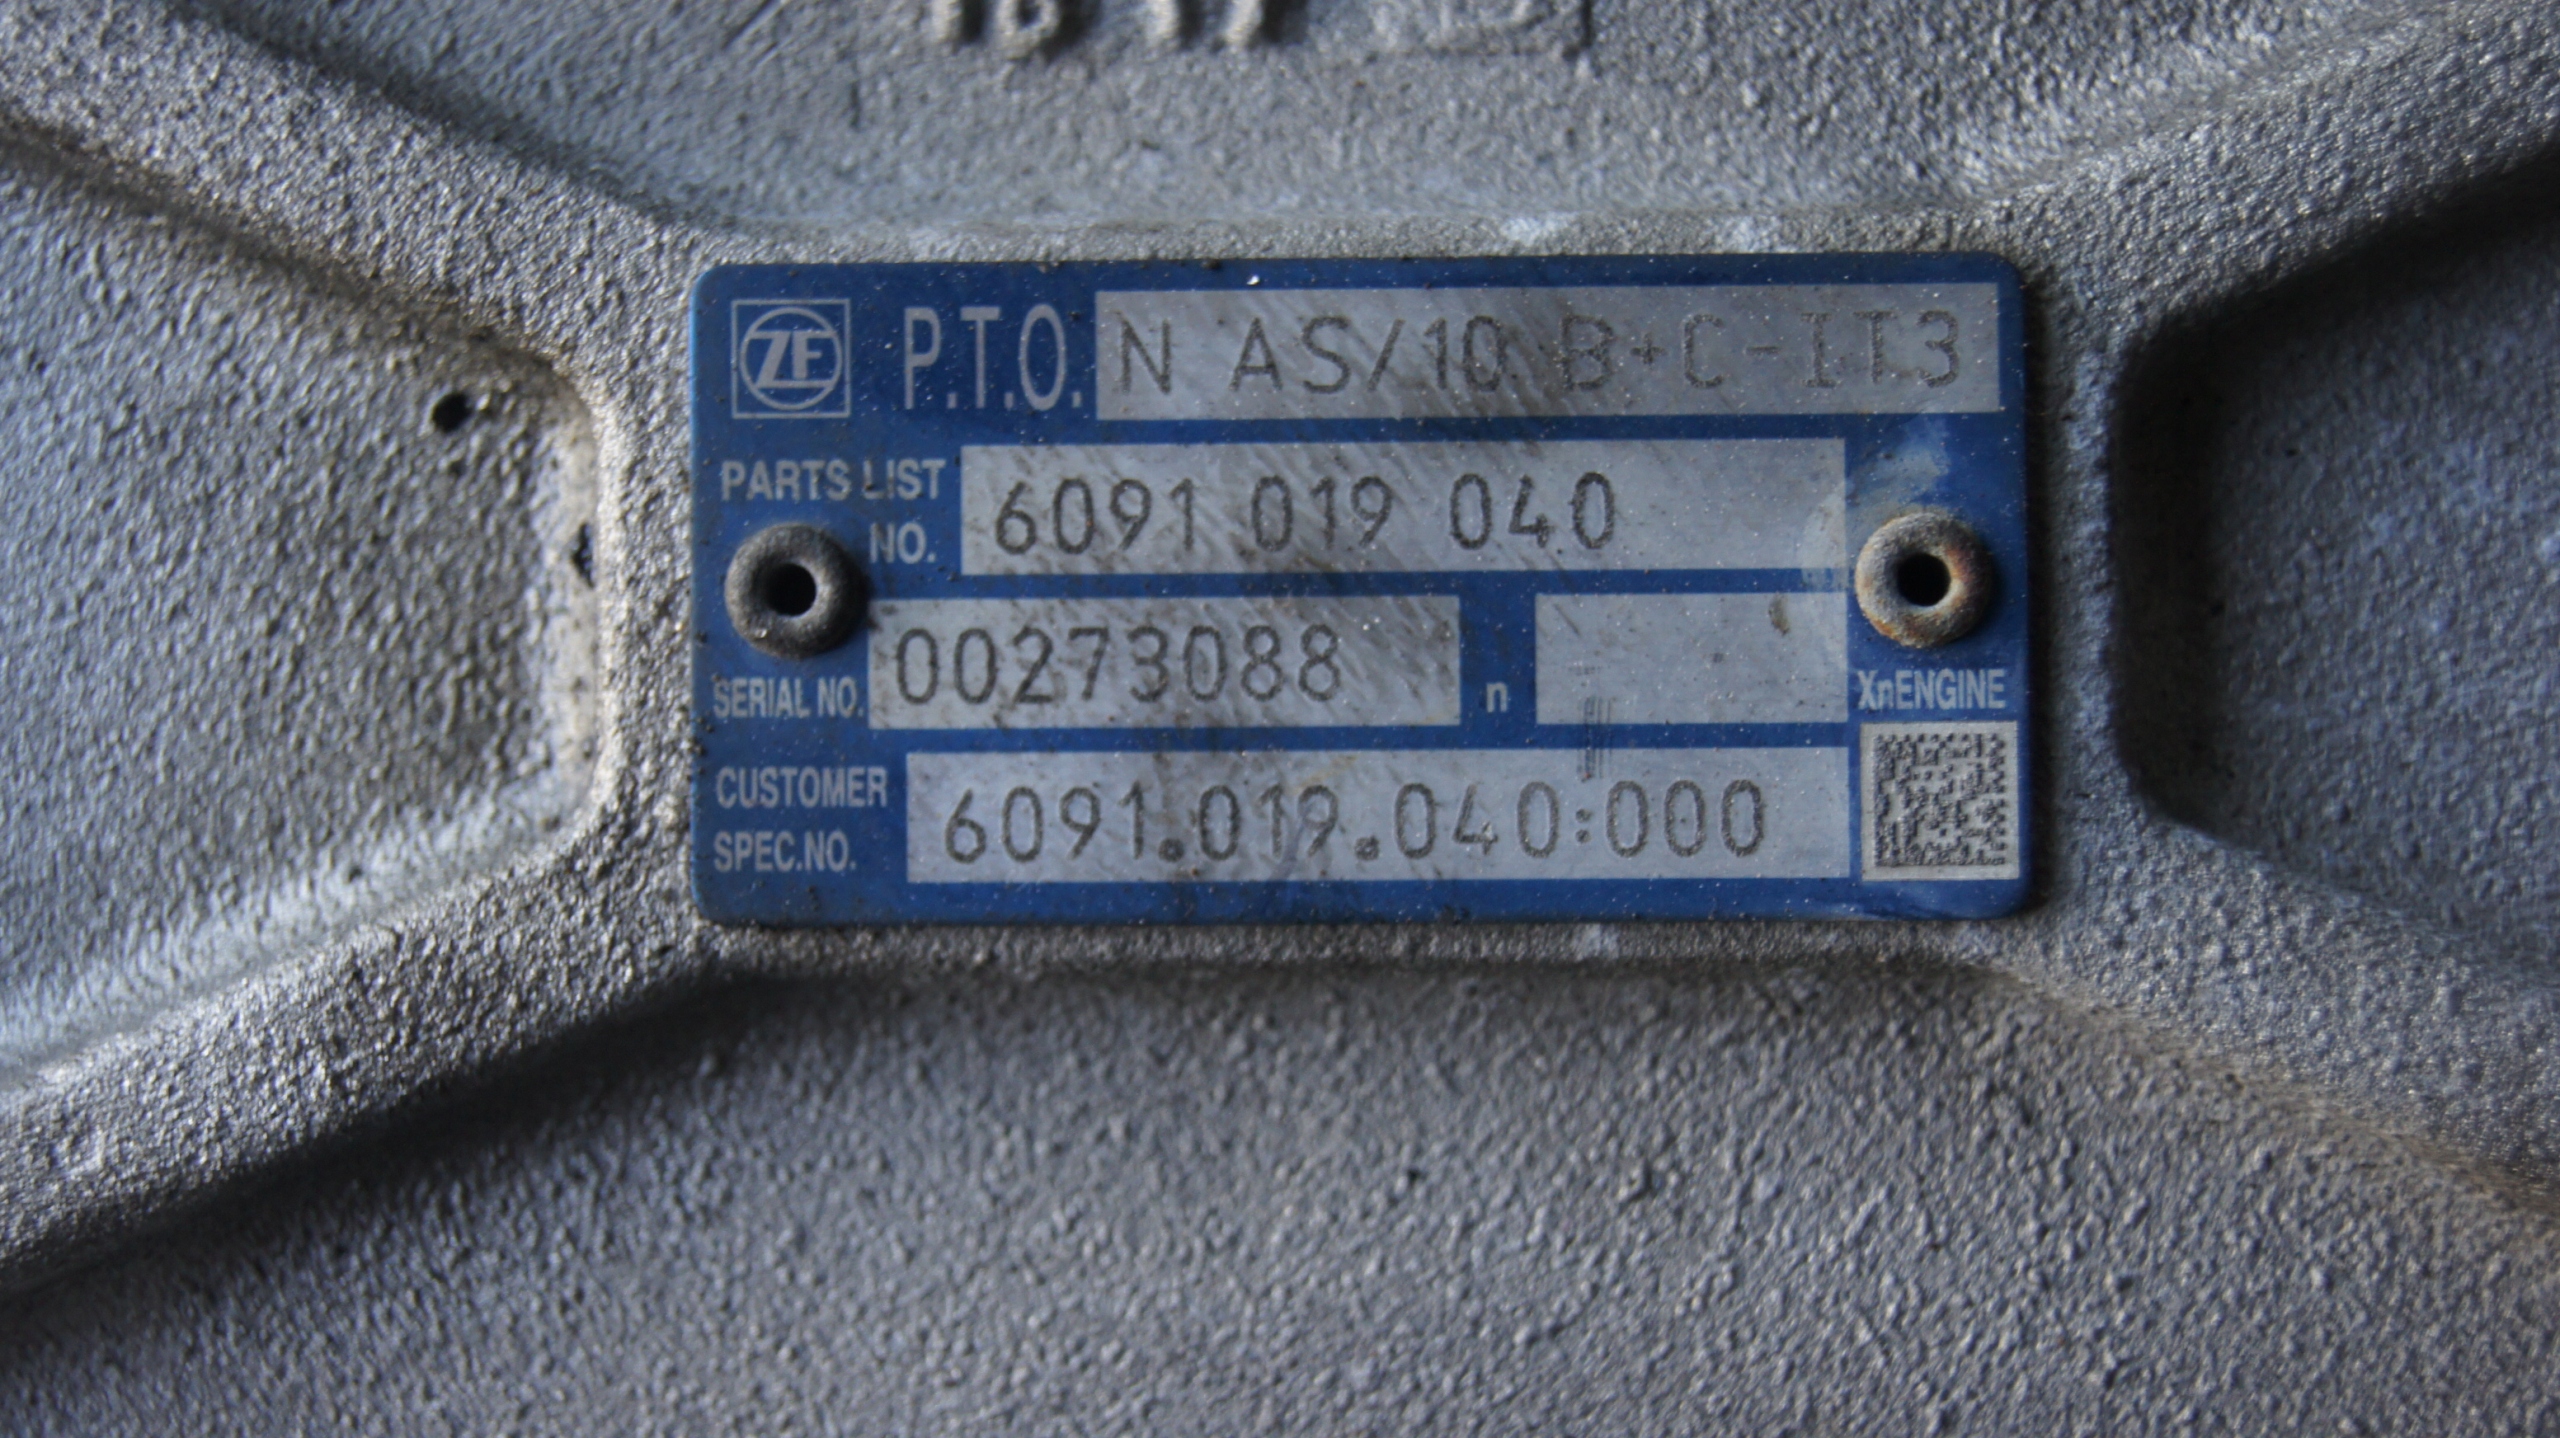 ZF P.T.O. N AS/10 B+C-IT3
PARTS LIST NO. 6091 019 040
SERIAL NO. 00273088 n XnENGINE
CUSTOMER SPEC.NO. 6091.019.040:000